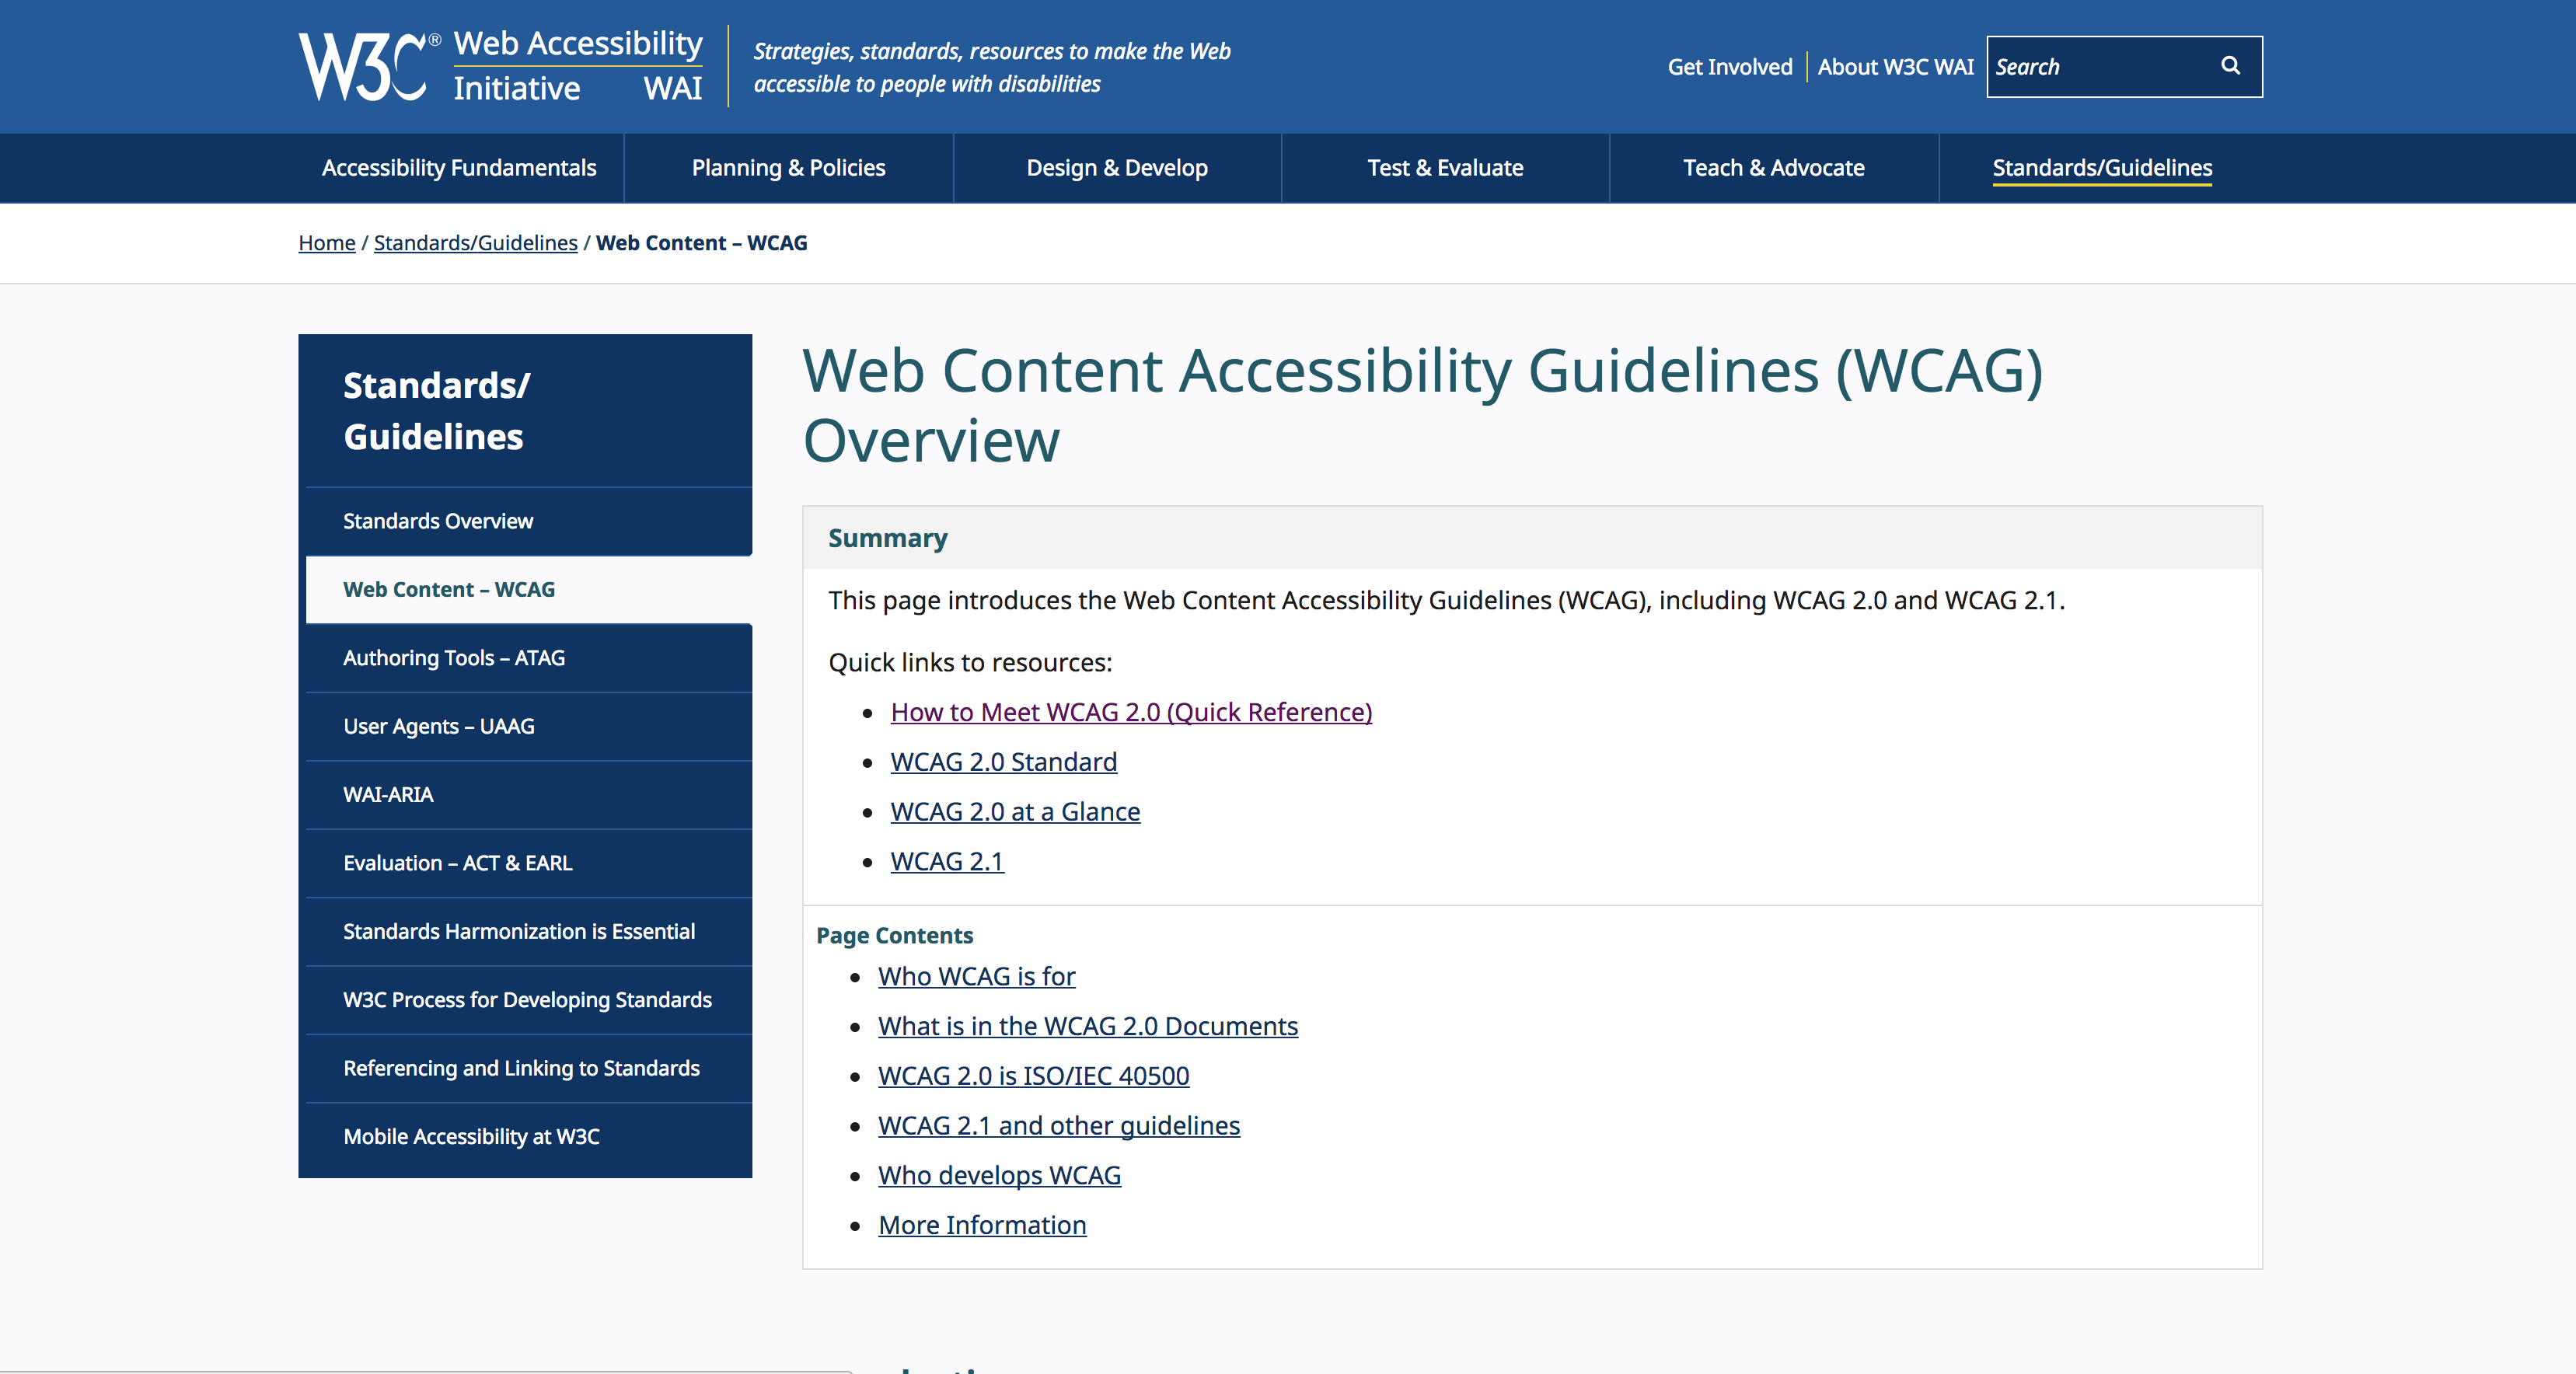 W3C® Web Accessibility
Initiative WAI
Strategies, standards, resources to make the Web
accessible to people with disabilities
Get Involved
About W3C WAI
Search
Accessibility Fundamentals
Planning & Policies
Design & Develop
Test & Evaluate
Teach & Advocate
Standards/Guidelines
Home / Standards/Guidelines / Web Content – WCAG
Standards/
Guidelines
Standards Overview
Web Content – WCAG
Authoring Tools – ATAG
User Agents – UAAG
WAI-ARIA
Evaluation – ACT & EARL
Standards Harmonization is Essential
W3C Process for Developing Standards
Referencing and Linking to Standards
Mobile Accessibility at W3C
Web Content Accessibility Guidelines (WCAG)
Overview
Summary
This page introduces the Web Content Accessibility Guidelines (WCAG), including WCAG 2.0 and WCAG 2.1.
Quick links to resources:
• How to Meet WCAG 2.0 (Quick Reference)
• WCAG 2.0 Standard
• WCAG 2.0 at a Glance
• WCAG 2.1
Page Contents
• Who WCAG is for
• What is in the WCAG 2.0 Documents
• WCAG 2.0 is ISO/IEC 40500
• WCAG 2.1 and other guidelines
• Who develops WCAG
• More Information